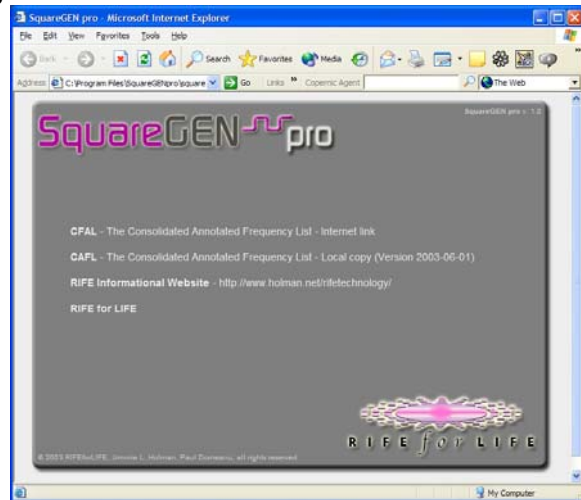 SquareGEN pro - Microsoft Internet Explorer
File Edit View Favorites Tools Help
Back Search Favorites Media
Address C:\Program Files\SquareGENpro\square Go Links » Copernic Agent The Web
SquareGEN pro v. 1.0
SquareGEN pro
CFAL - The Consolidated Annotated Frequency List - Internet link
CAFL - The Consolidated Annotated Frequency List - Local copy (Version 2003-06-01)
RIFE Informational Website - http://www.holman.net/rifetechnology/
RIFE for LIFE
RIFE for LIFE
© 2003 RIFEforLIFE, Jimmie L. Holman, Paul Dorneanu, all rights reserved
My Computer